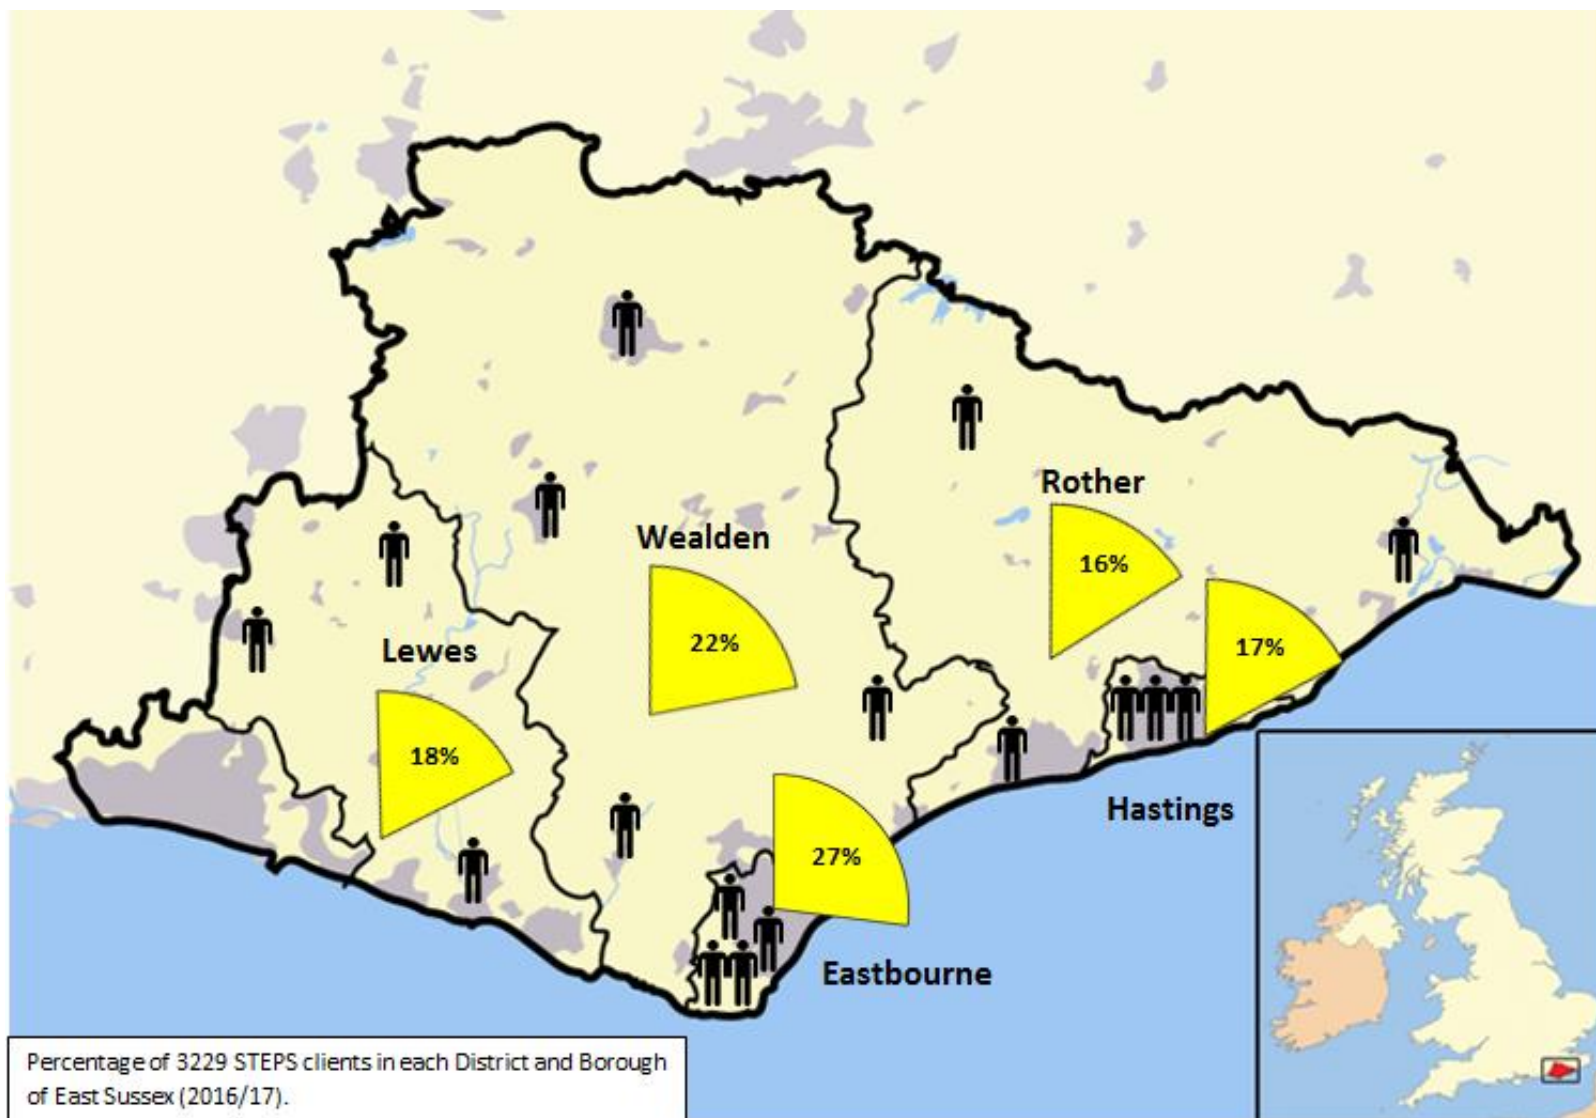 Rother
16%
Wealden
22%
17%
Lewes
18%
Hastings
27%
Eastbourne
Percentage of 3229 STEPS clients in each District and Borough
of East Sussex (2016/17).